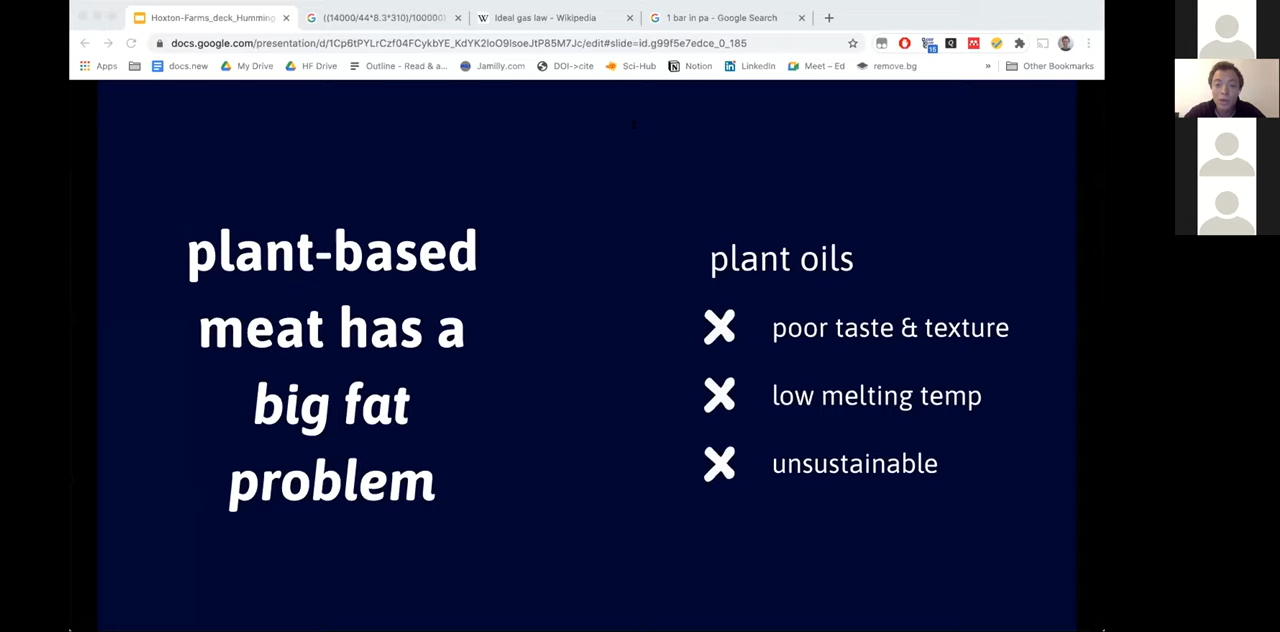 Hoxton-Farms_deck_Humming
((14000/44*8.3*310)/100000)
Ideal gas law - Wikipedia
1 bar in pa - Google Search
docs.google.com/presentation/d/1Cp6tPYLrCzf04FCykbYE_KdYK2loO9lsoeJtP85M7Jc/edit#slide=id.g99f5e7edce_0_185
Apps
docs.new
My Drive
HF Drive
Outline - Read & a...
Jamilly.com
DOI->cite
Sci-Hub
Notion
LinkedIn
Meet – Ed
remove.bg
»
Other Bookmarks
plant-based
meat has a
big fat
problem
plant oils
poor taste & texture
low melting temp
unsustainable